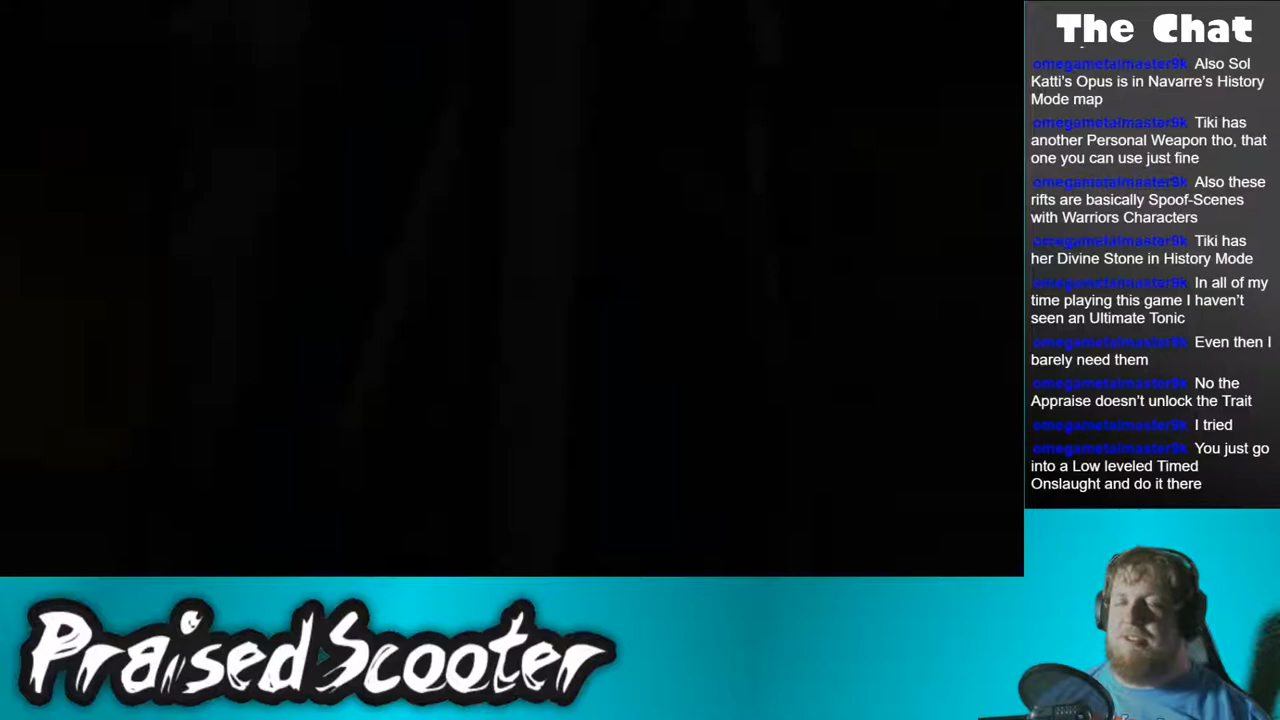 The Chat
omegametalmaster9k Also Sol
Katti's Opus is in Navarre's History
Mode map
omegametalmaster9k Tiki has
another Personal Weapon tho, that
one you can use just fine
omegametalmaster9k Also these
rifts are basically Spoof-Scenes
with Warriors Characters
omegametalmaster9k Tiki has
her Divine Stone in History Mode
omegametalmaster9k In all of my
time playing this game I haven't
seen an Ultimate Tonic
omegametalmaster9k Even then I
barely need them
omegametalmaster9k No the
Appraise doesn't unlock the Trait
omegametalmaster9k I tried
omegametalmaster9k You just go
into a Low leveled Timed
Onslaught and do it there
PraisedScooter